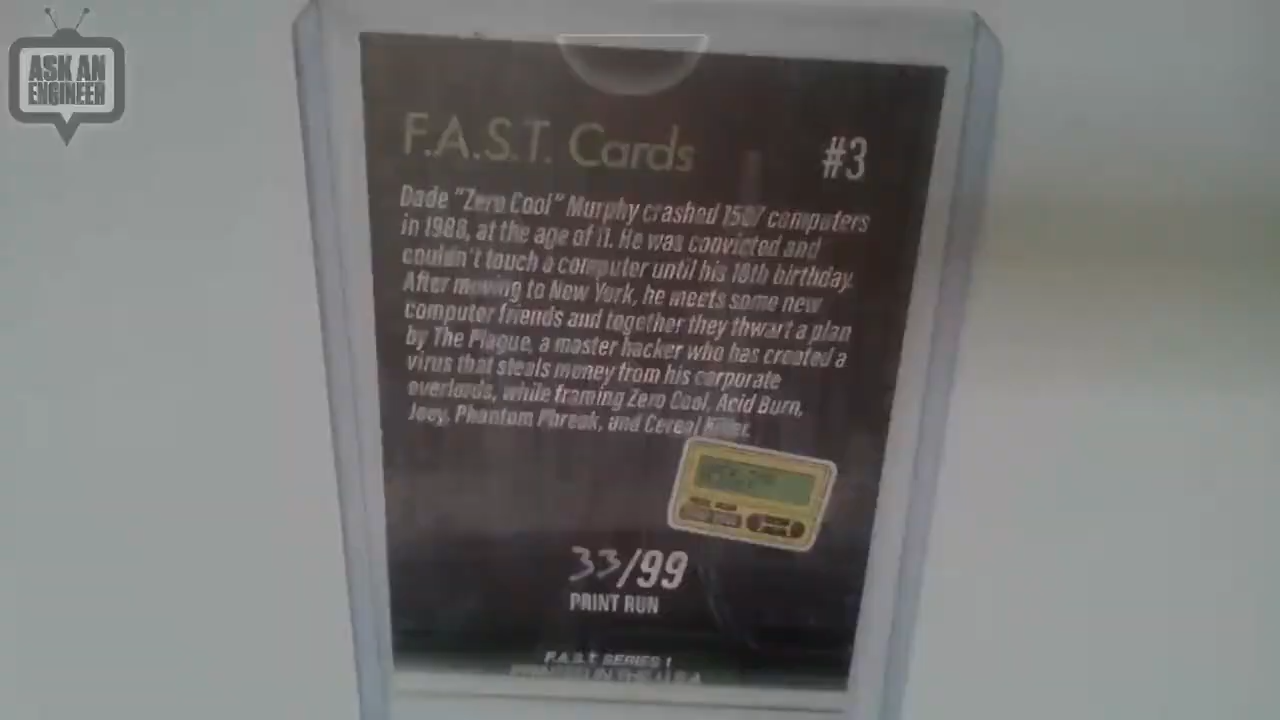 ASK AN
ENGINEER
F.A.S.T. Cards
#3
Dade "Zero Cool" Murphy crashed 1507 computers
in 1988, at the age of 11. He was convicted and
couldn't touch a computer until his 18th birthday.
After moving to New York, he meets some new
computer friends and together they thwart a plan
by The Plague, a master hacker who has created a
virus that steals money from his corporate
overlords, while framing Zero Cool, Acid Burn,
Joey, Phantom Phreak, and Cereal Killer.
33/99
PRINT RUN
F.A.S.T. SERIES 1
PRINTED IN THE U.S.A